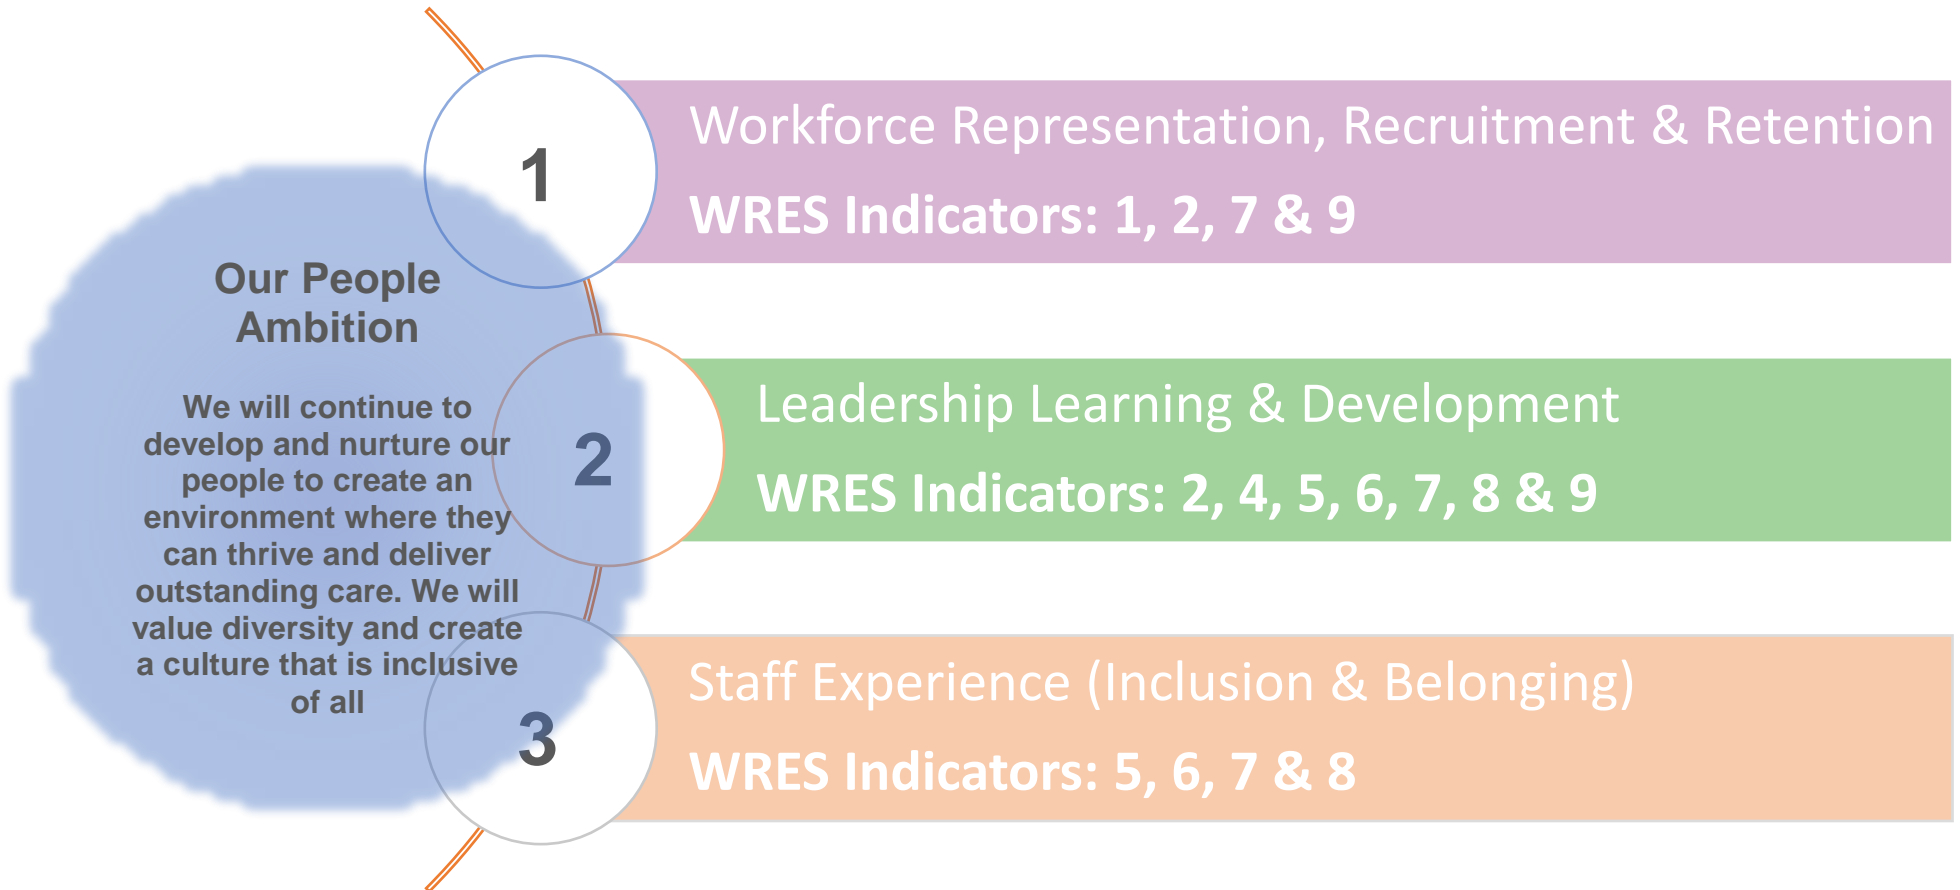 Our People
Ambition
We will continue to
develop and nurture our
people to create an
environment where they
can thrive and deliver
outstanding care. We will
value diversity and create
a culture that is inclusive
of all
1
Workforce Representation, Recruitment & Retention
WRES Indicators: 1, 2, 7 & 9
2
Leadership Learning & Development
WRES Indicators: 2, 4, 5, 6, 7, 8 & 9
3
Staff Experience (Inclusion & Belonging)
WRES Indicators: 5, 6, 7 & 8